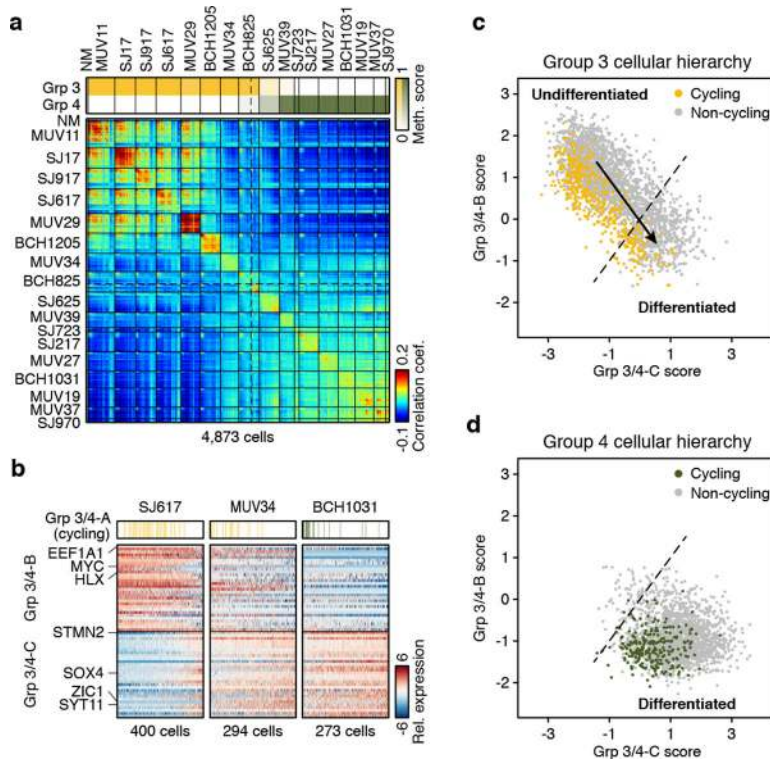 a
NM
MUV11
SJ17
SJ917
SJ617
MUV29
BCH1205
MUV34
BCH825
SJ625
MUV39
SJ723
SJ217
MUV27
BCH1031
MUV19
MUV37
SJ970
Grp 3
Grp 4
0 1
Meth. score
NM
MUV11
SJ17
SJ917
SJ617
MUV29
BCH1205
MUV34
BCH825
SJ625
MUV39
SJ723
SJ217
MUV27
BCH1031
MUV19
MUV37
SJ970
-0.1 0.2
Correlation coef.
4,873 cells
b
SJ617 MUV34 BCH1031
Grp 3/4-A
(cycling)
Grp 3/4-B
EEF1A1
MYC
HLX
Grp 3/4-C
STMN2
SOX4
ZIC1
SYT11
-6 6
Rel. expression
400 cells 294 cells 273 cells
c
Group 3 cellular hierarchy
Undifferentiated
Cycling
Non-cycling
Grp 3/4-B score
3
2
1
0
-1
-2
Differentiated
-3 -1 1 3
Grp 3/4-C score
d
Group 4 cellular hierarchy
Cycling
Non-cycling
Grp 3/4-B score
3
2
1
0
-1
-2
Differentiated
-3 -1 1 3
Grp 3/4-C score